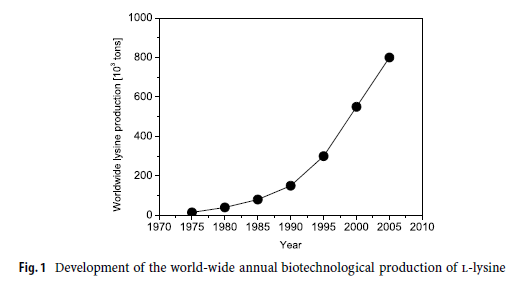 1000
800
600
400
200
0
Worldwide lysine production [10³ tons]
1970 1975 1980 1985 1990 1995 2000 2005 2010
Year
Fig. 1 Development of the world-wide annual biotechnological production of L-lysine